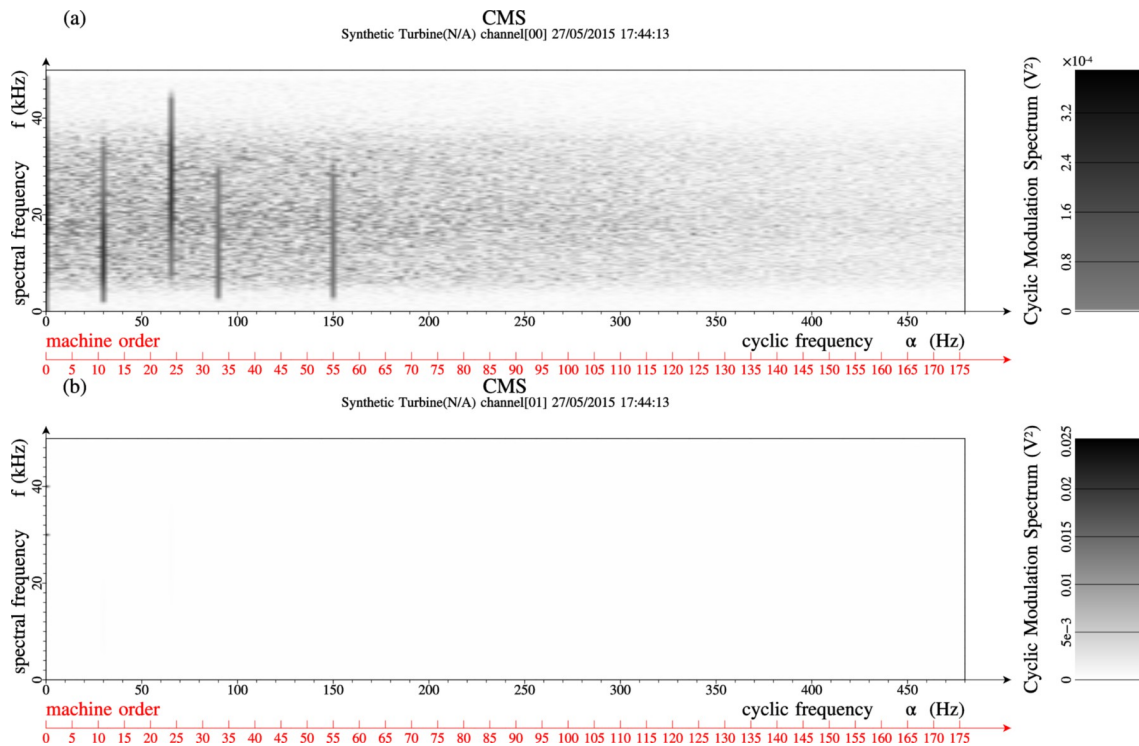 (a)
CMS
Synthetic Turbine(N/A) channel[00] 27/05/2015 17:44:13
spectral frequency f (kHz)
0 20 40
0 50 100 150 200 250 300 350 400 450
machine order
cyclic frequency α (Hz)
0 5 10 15 20 25 30 35 40 45 50 55 60 65 70 75 80 85 90 95 100 105 110 115 120 125 130 135 140 145 150 155 160 165 170 175
Cyclic Modulation Spectrum (V²)
×10⁻⁴
0 0.8 1.6 2.4 3.2
(b)
CMS
Synthetic Turbine(N/A) channel[01] 27/05/2015 17:44:13
spectral frequency f (kHz)
0 20 40
0 50 100 150 200 250 300 350 400 450
machine order
cyclic frequency α (Hz)
0 5 10 15 20 25 30 35 40 45 50 55 60 65 70 75 80 85 90 95 100 105 110 115 120 125 130 135 140 145 150 155 160 165 170 175
Cyclic Modulation Spectrum (V²)
0 5e−3 0.01 0.015 0.02 0.025